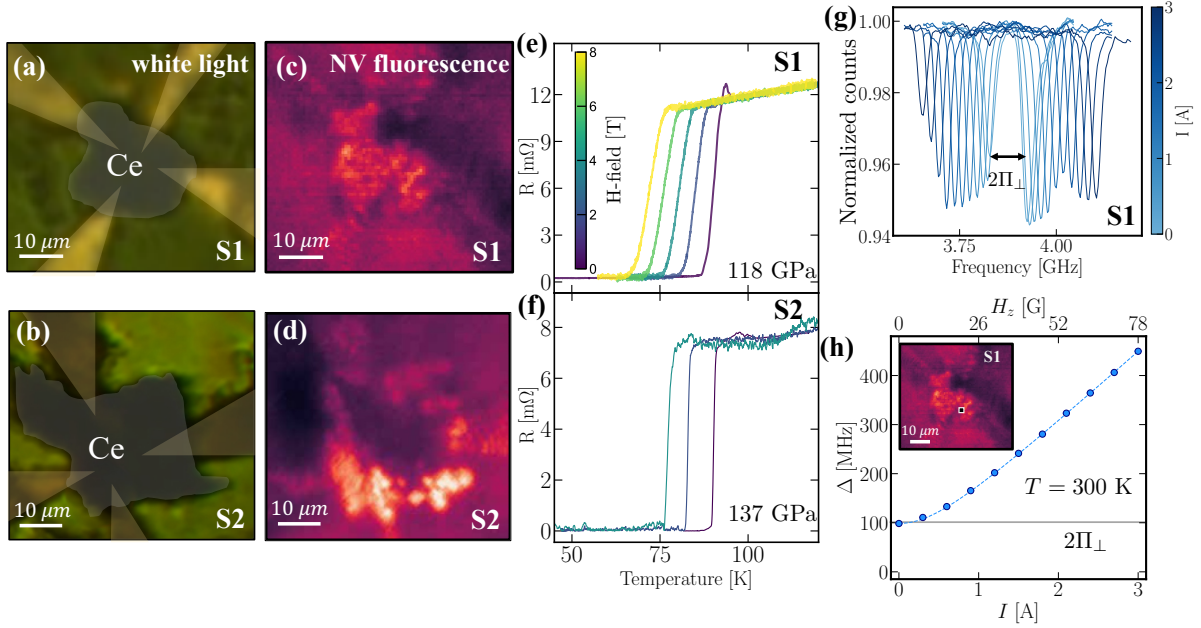 (a) white light
Ce
10 μm
S1
(b)
Ce
10 μm
S2
(c) NV fluorescence
10 μm
S1
(d)
10 μm
S2
(e)
S1
12
9
6
3
0
R [mΩ]
8
6
4
2
0
H-field [T]
118 GPa
(f)
S2
8
6
4
2
0
R [mΩ]
137 GPa
50 75 100
Temperature [K]
(g)
1.00
0.98
0.96
0.94
Normalized counts
2Π⊥
S1
3.75 4.00
Frequency [GHz]
3
2
1
0
I [A]
(h)
H_z [G]
0 26 52 78
400
300
200
100
0
Δ [MHz]
S1
10 μm
T = 300 K
2Π⊥
0 1 2 3
I [A]